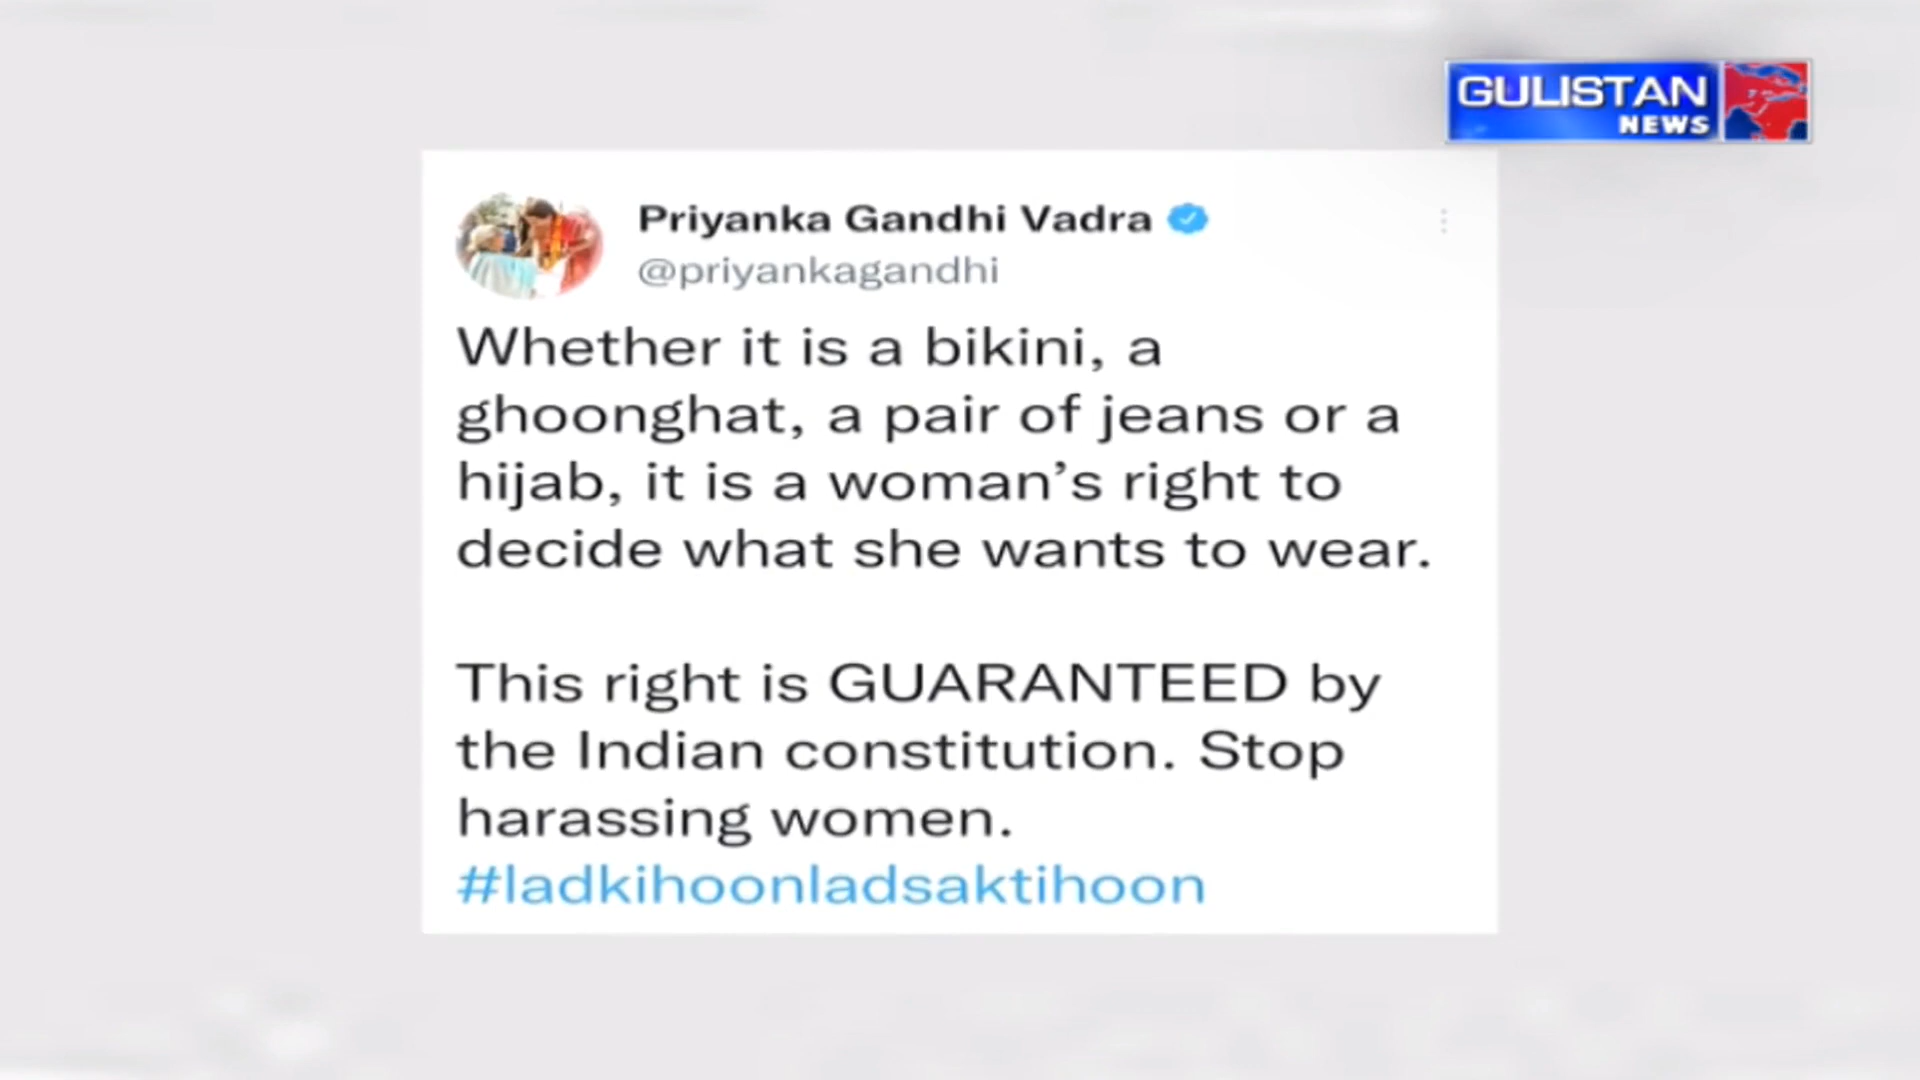 GULISTAN
NEWS
Priyanka Gandhi Vadra
@priyankagandhi
Whether it is a bikini, a
ghoonghat, a pair of jeans or a
hijab, it is a woman’s right to
decide what she wants to wear.
This right is GUARANTEED by
the Indian constitution. Stop
harassing women.
#ladkihoonladsaktihoon